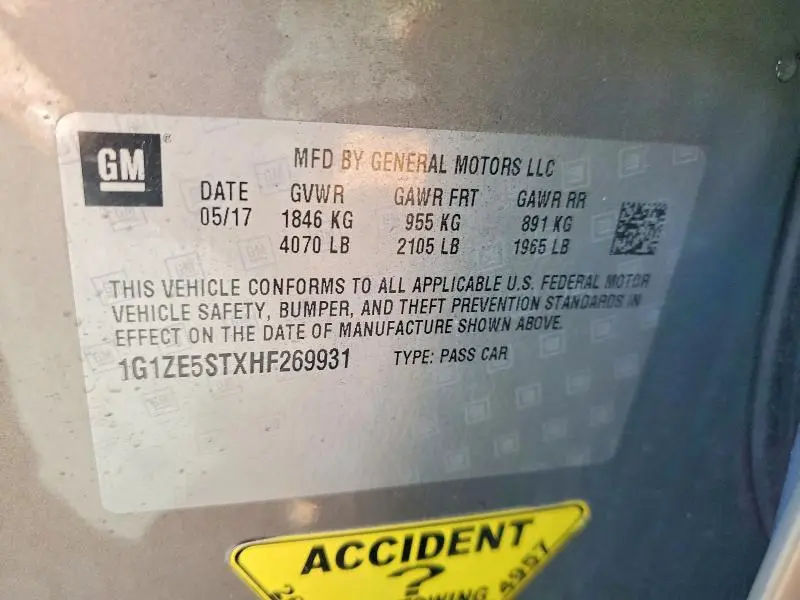 GM
MFD BY GENERAL MOTORS LLC
DATE GVWR GAWR FRT GAWR RR
05/17 1846 KG 955 KG 891 KG
4070 LB 2105 LB 1965 LB
THIS VEHICLE CONFORMS TO ALL APPLICABLE U.S. FEDERAL MOTOR
VEHICLE SAFETY, BUMPER, AND THEFT PREVENTION STANDARDS IN
EFFECT ON THE DATE OF MANUFACTURE SHOWN ABOVE.
1G1ZE5STXHF269931 TYPE: PASS CAR
ACCIDENT
?